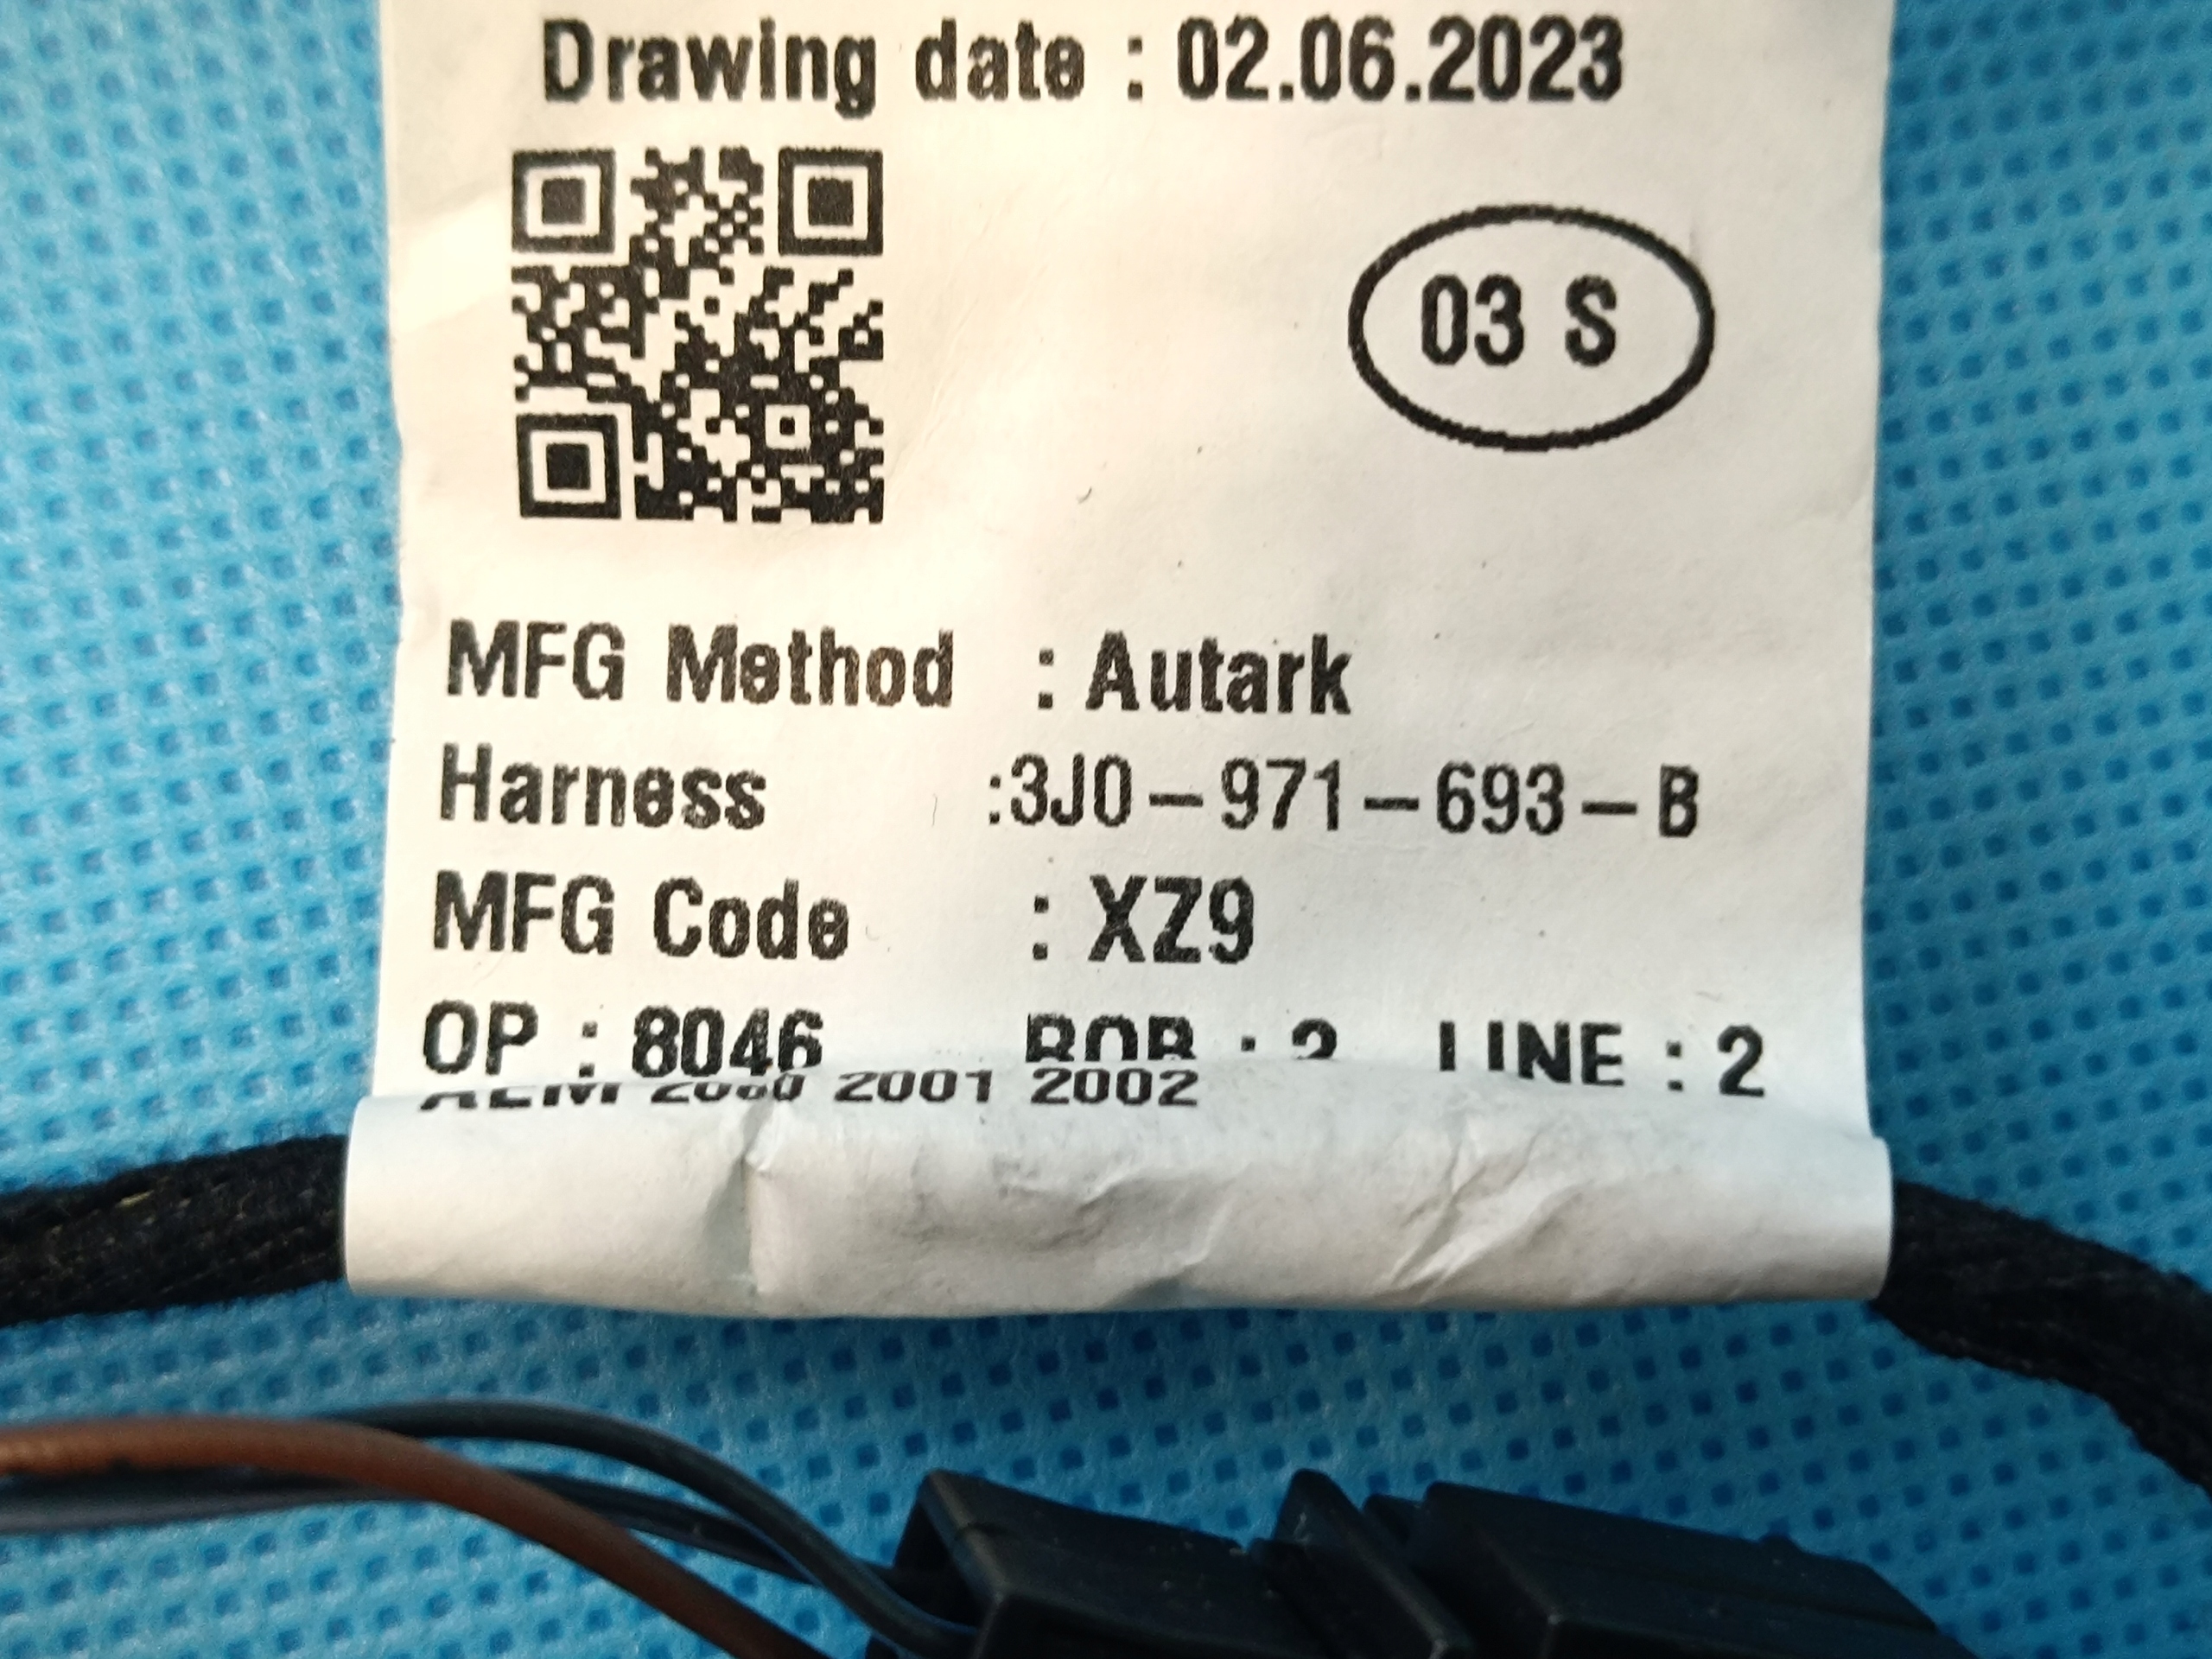 Drawing date : 02.06.2023
03 S
MFG Method : Autark
Harness :3J0-971-693-B
MFG Code : XZ9
OP : 8046 LINE : 2
2001 2002